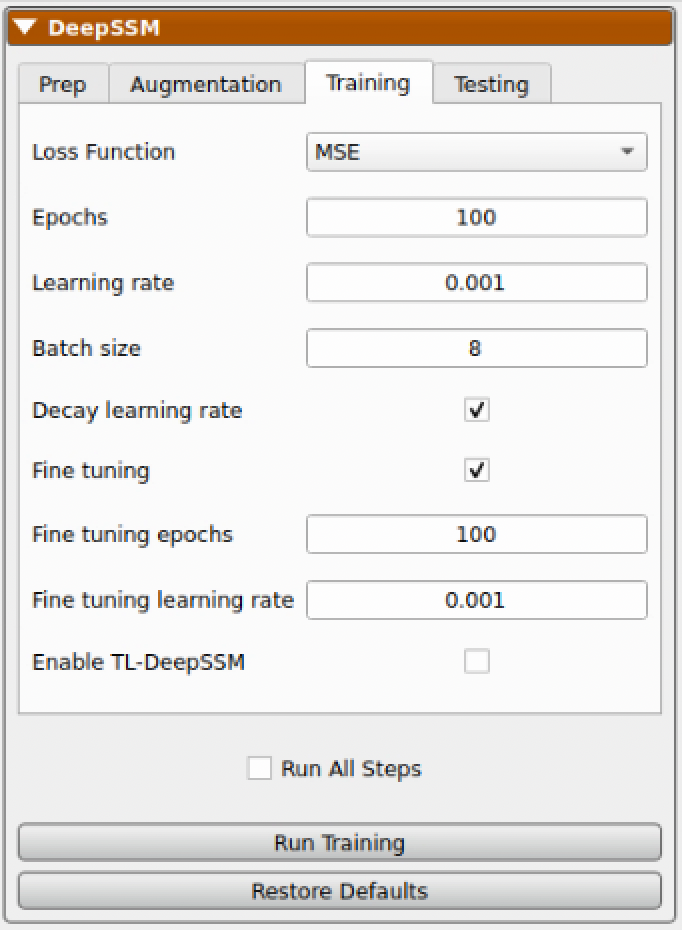 DeepSSM
Prep Augmentation Training Testing
Loss Function MSE
Epochs 100
Learning rate 0.001
Batch size 8
Decay learning rate
Fine tuning
Fine tuning epochs 100
Fine tuning learning rate 0.001
Enable TL-DeepSSM
Run All Steps
Run Training
Restore Defaults